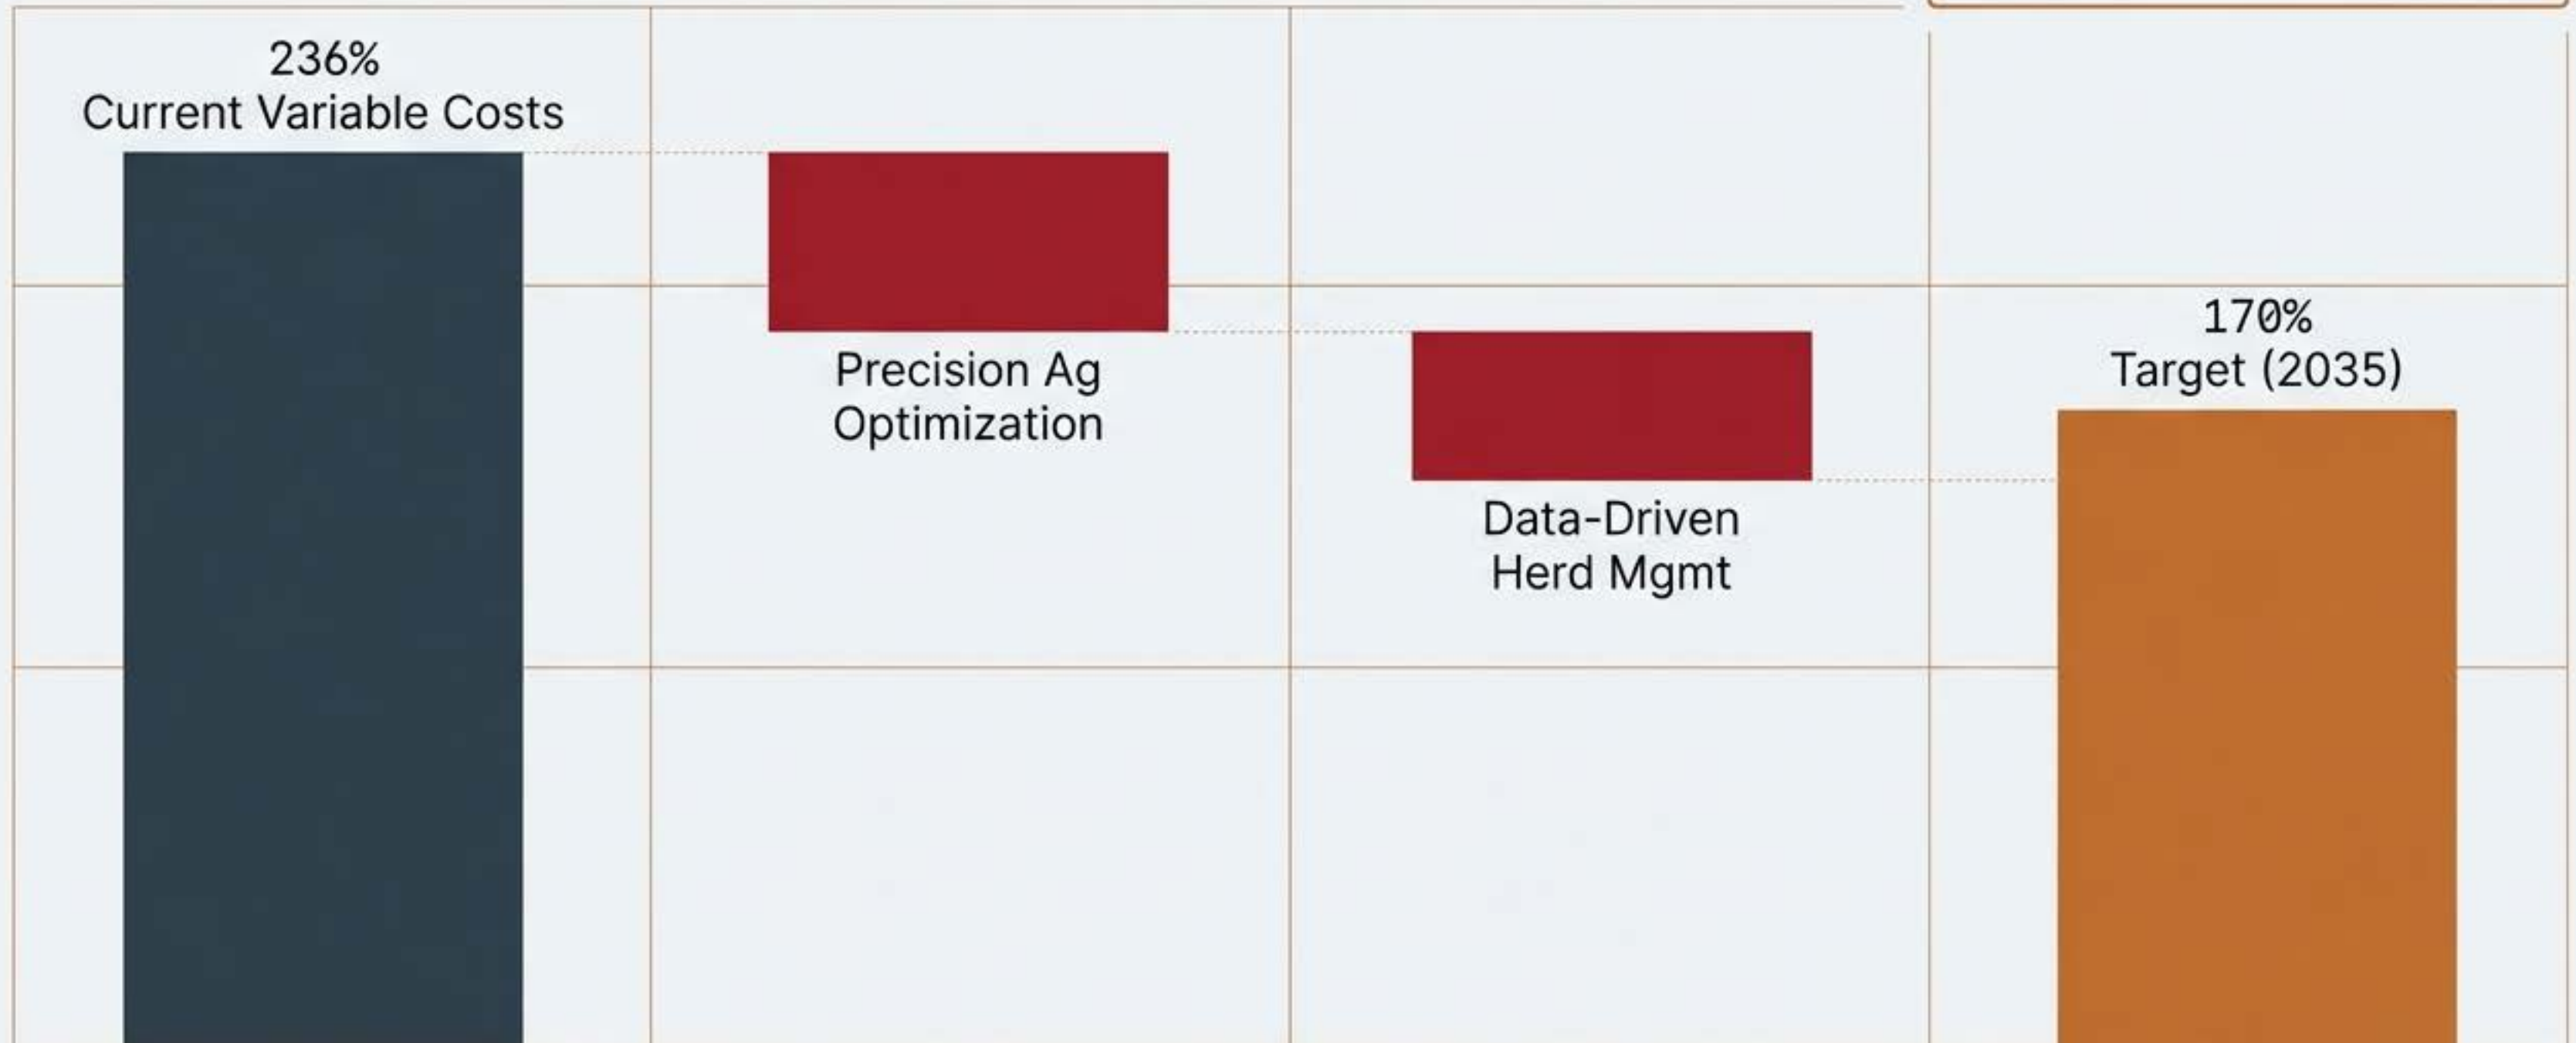 236%
Current Variable Costs
Precision Ag
Optimization
Data-Driven
Herd Mgmt
170%
Target (2035)